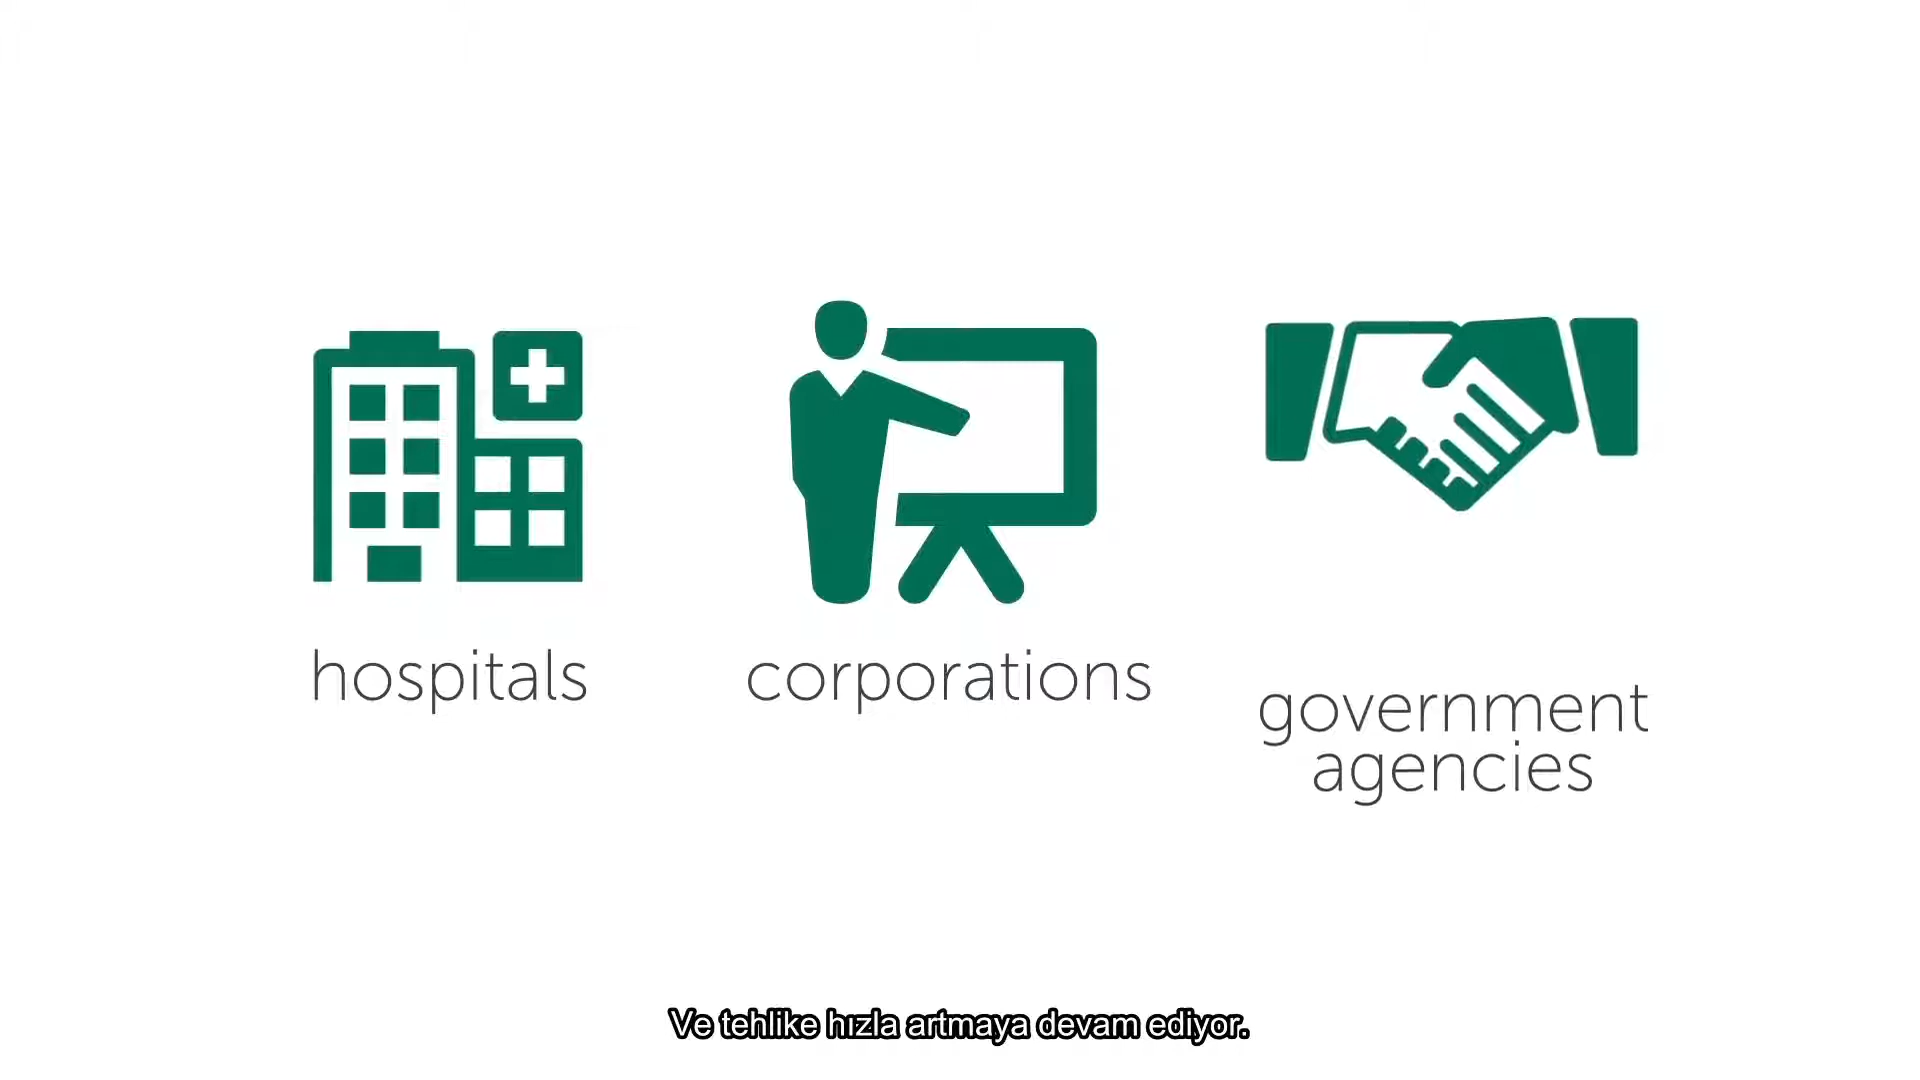 hospitals
corporations
government
agencies
Ve tehlike hızla artmaya devam ediyor.